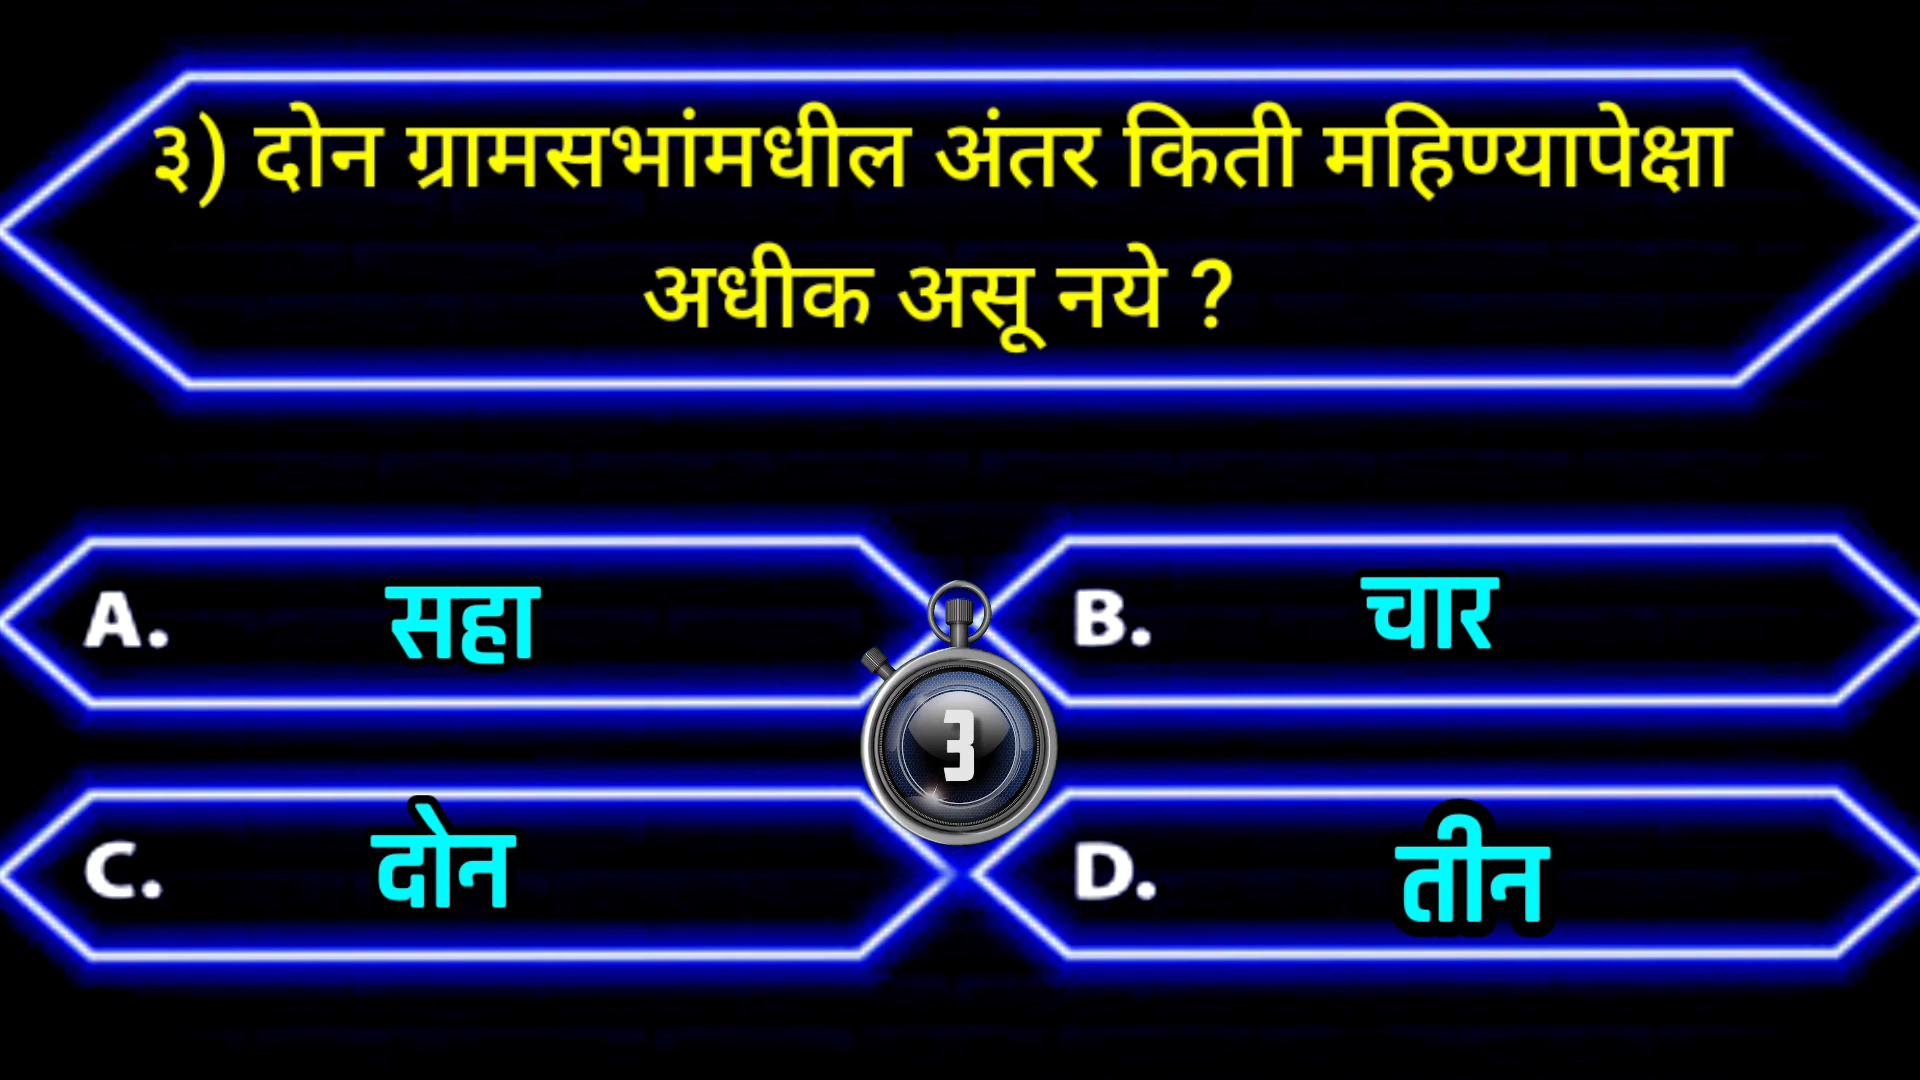 ३) दोन ग्रामसभांमधील अंतर किती महिण्यापेक्षा
अधीक असू नये ?
A. सहा
B. चार
3
C. दोन
D. तीन